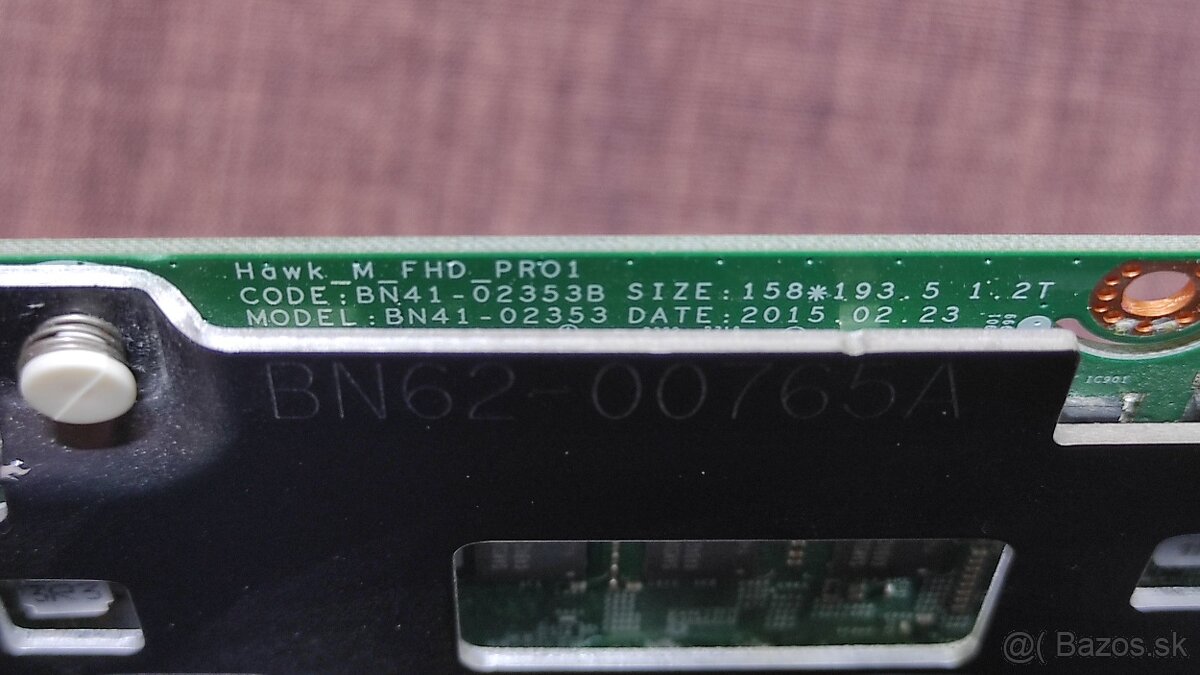 Hawk_M_FHD_PRO1
CODE:BN41-02353B SIZE:158*193.5 1.2T
MODEL:BN41-02353 DATE:2015.02.23
BN62-00765A
IC901
@( Bazos.sk